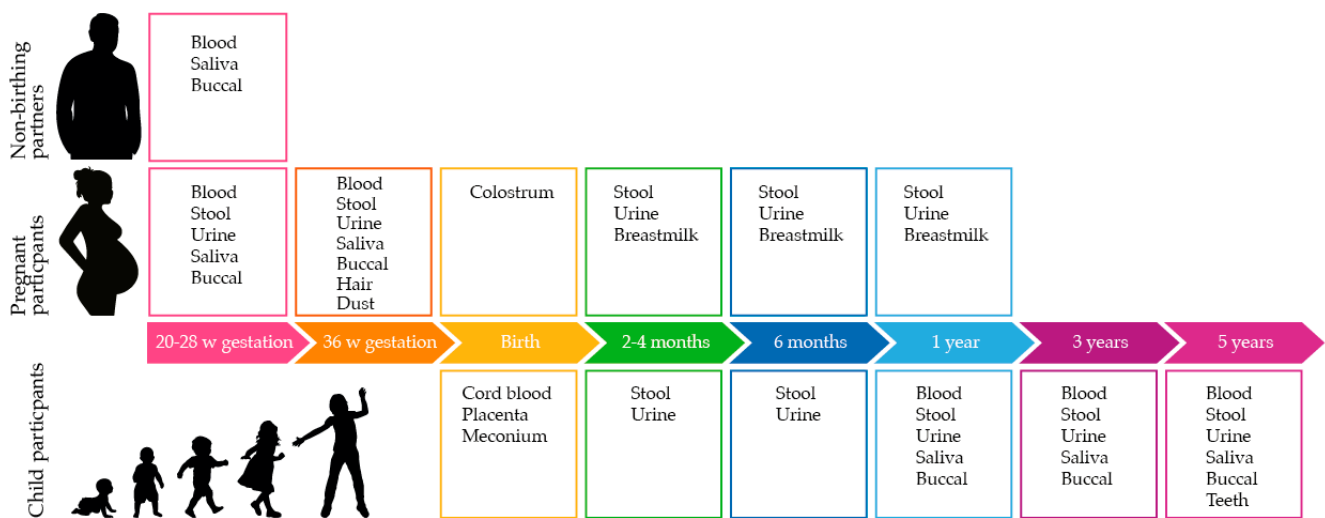 Non-birthing
partners
Blood
Saliva
Buccal
Pregnant
particpants
Blood
Stool
Urine
Saliva
Buccal
Blood
Stool
Urine
Saliva
Buccal
Hair
Dust
Colostrum
Stool
Urine
Breastmilk
Stool
Urine
Breastmilk
Stool
Urine
Breastmilk
20-28 w gestation
36 w gestation
Birth
2-4 months
6 months
1 year
3 years
5 years
Child particpants
Cord blood
Placenta
Meconium
Stool
Urine
Stool
Urine
Blood
Stool
Urine
Saliva
Buccal
Blood
Stool
Urine
Saliva
Buccal
Blood
Stool
Urine
Saliva
Buccal
Teeth